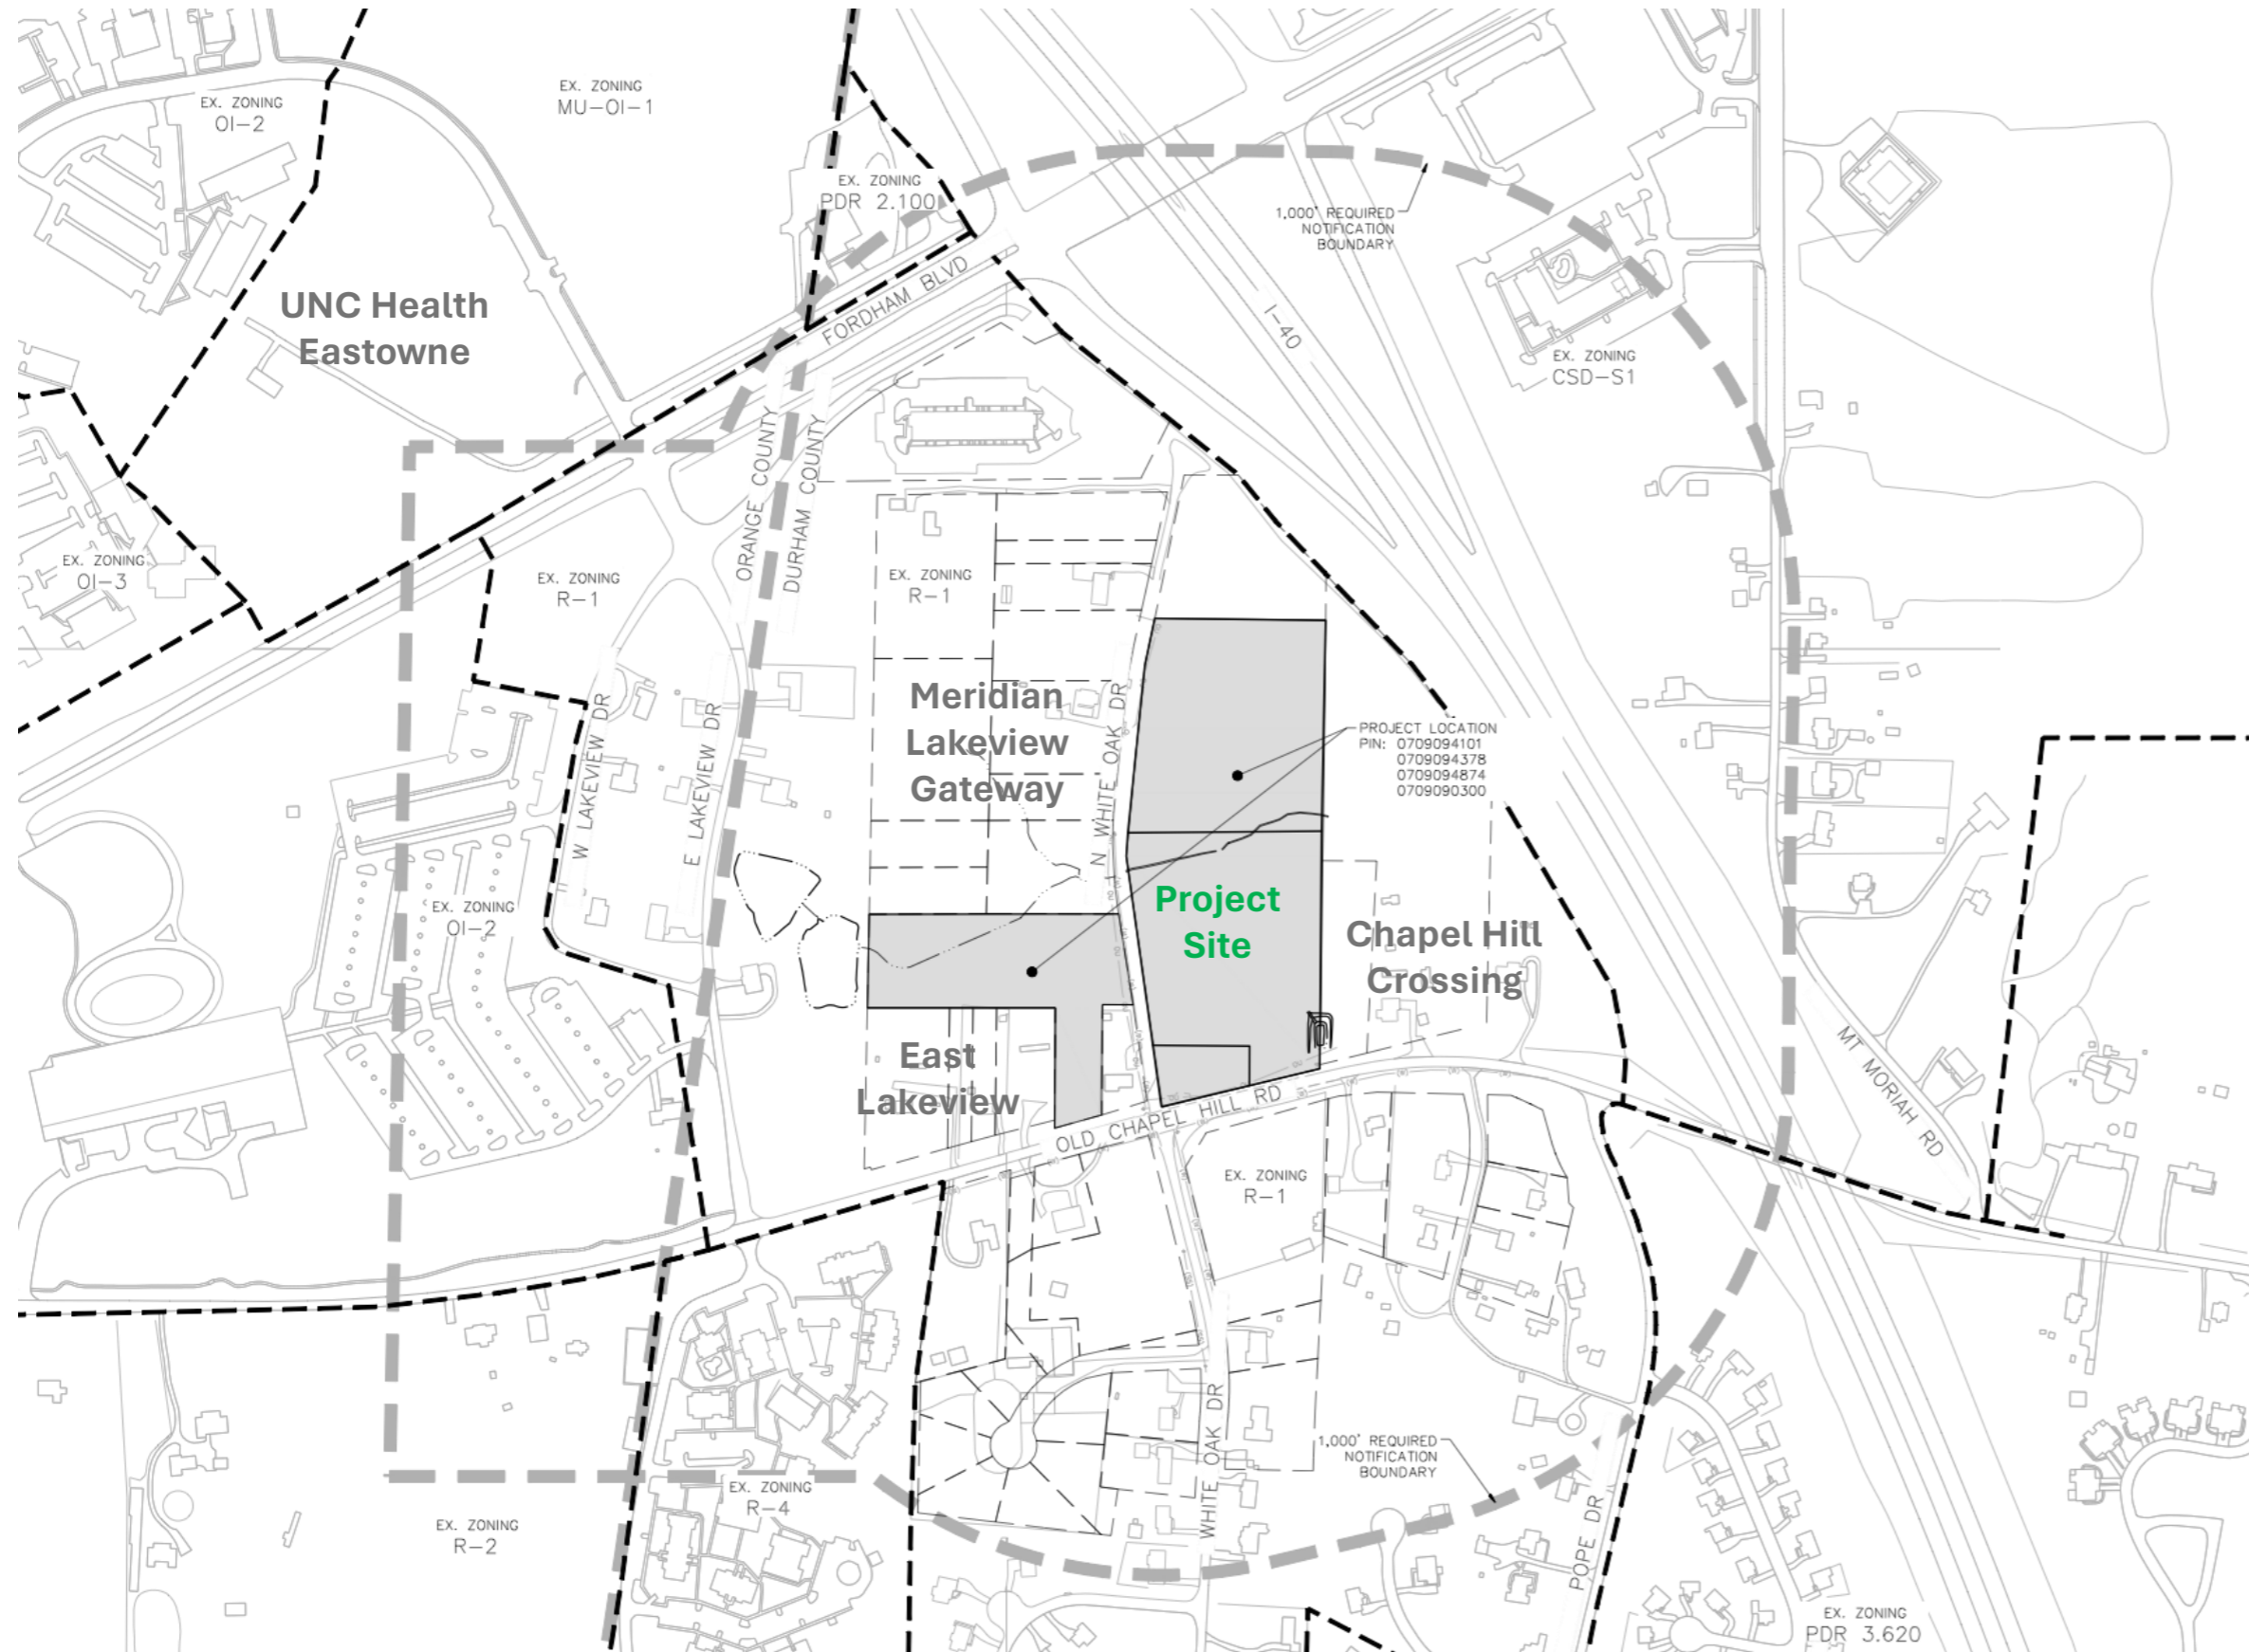 EX. ZONING
OI-2
EX. ZONING
MU-OI-1
EX. ZONING
PDR 2.100
1,000' REQUIRED
NOTIFICATION
BOUNDARY
UNC Health
Eastowne
FORDHAM BLVD
I-40
EX. ZONING
CSD-S1
ORANGE COUNTY
DURHAM COUNTY
EX. ZONING
OI-3
EX. ZONING
R-1
EX. ZONING
R-1
Meridian
Lakeview
Gateway
W LAKEVIEW DR
E LAKEVIEW DR
N WHITE OAK DR
PROJECT LOCATION
PIN: 0709094101
0709094378
0709094874
0709090300
EX. ZONING
OI-2
Project
Site
Chapel Hill
Crossing
East
Lakeview
OLD CHAPEL HILL RD
MT MORIAH RD
EX. ZONING
R-1
WHITE OAK DR
1,000' REQUIRED
NOTIFICATION
BOUNDARY
EX. ZONING
R-4
EX. ZONING
R-2
POPE DR
EX. ZONING
PDR 3.620